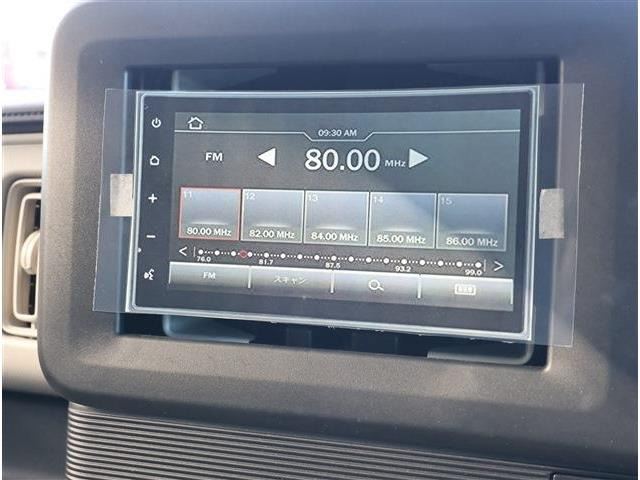 09:30 AM
FM 80.00 MHz
11 12 13 14 15
80.00 MHz 82.00 MHz 84.00 MHz 85.00 MHz 86.00 MHz
76.0 81.7 87.5 93.2 99.0
FM スキャン